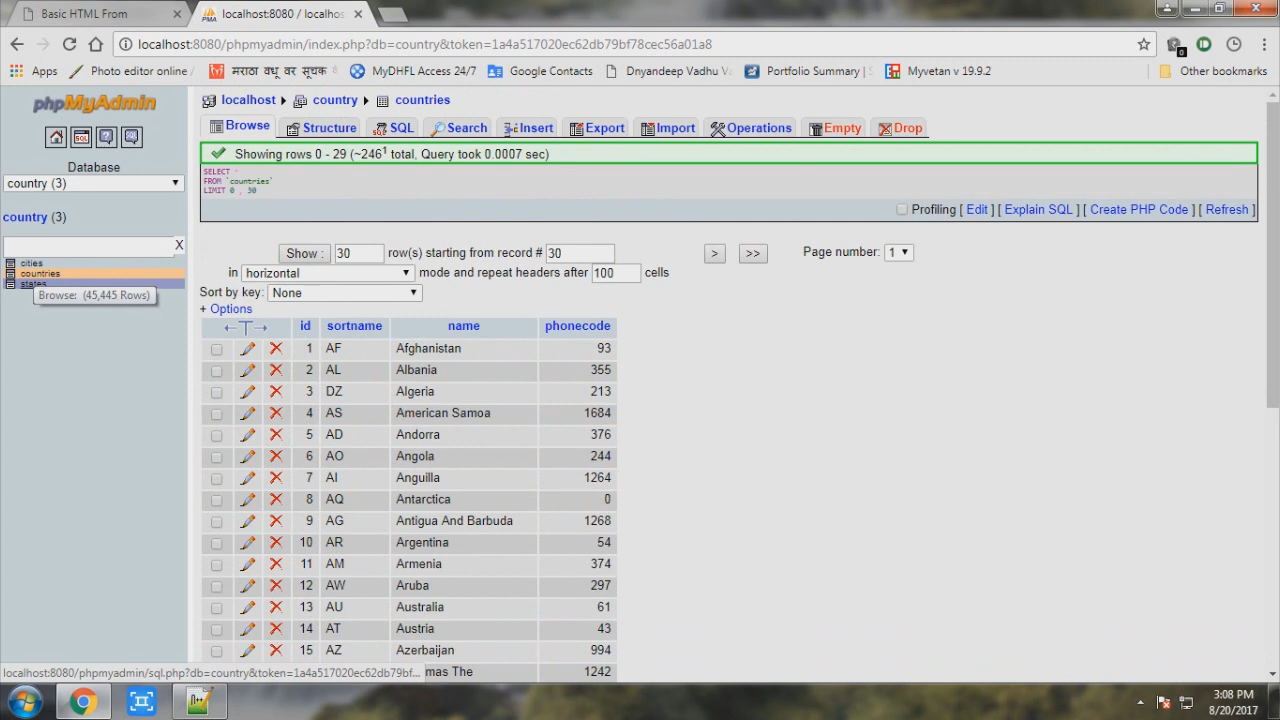 Basic HTML From
localhost:8080 / localhos
localhost:8080/phpmyadmin/index.php?db=country&token=1a4a517020ec62db79bf78cec56a01a8
Apps
Photo editor online
मराठा वधू वर सूचक
MyDHFL Access 24/7
Google Contacts
Dnyandeep Vadhu V
Portfolio Summary | S
Myvetan v 19.9.2
Other bookmarks
phpMyAdmin
Database
country (3)
country (3)
X
cities
countries
states
Browse: (45,445 Rows)
localhost country countries
Browse Structure SQL Search Insert Export Import Operations Empty Drop
Showing rows 0 - 29 (~246¹ total, Query took 0.0007 sec)
SELECT *
FROM `countries`
LIMIT 0 , 30
Profiling [ Edit ] [ Explain SQL ] [ Create PHP Code ] [ Refresh ]
Show : 30 row(s) starting from record # 30 > >> Page number: 1
in horizontal mode and repeat headers after 100 cells
Sort by key: None
+ Options
←T→ id sortname name phonecode
1 AF Afghanistan 93
2 AL Albania 355
3 DZ Algeria 213
4 AS American Samoa 1684
5 AD Andorra 376
6 AO Angola 244
7 AI Anguilla 1264
8 AQ Antarctica 0
9 AG Antigua And Barbuda 1268
10 AR Argentina 54
11 AM Armenia 374
12 AW Aruba 297
13 AU Australia 61
14 AT Austria 43
15 AZ Azerbaijan 994
mas The 1242
localhost:8080/phpmyadmin/sql.php?db=country&token=1a4a517020ec62db79bf...
3:08 PM
8/20/2017